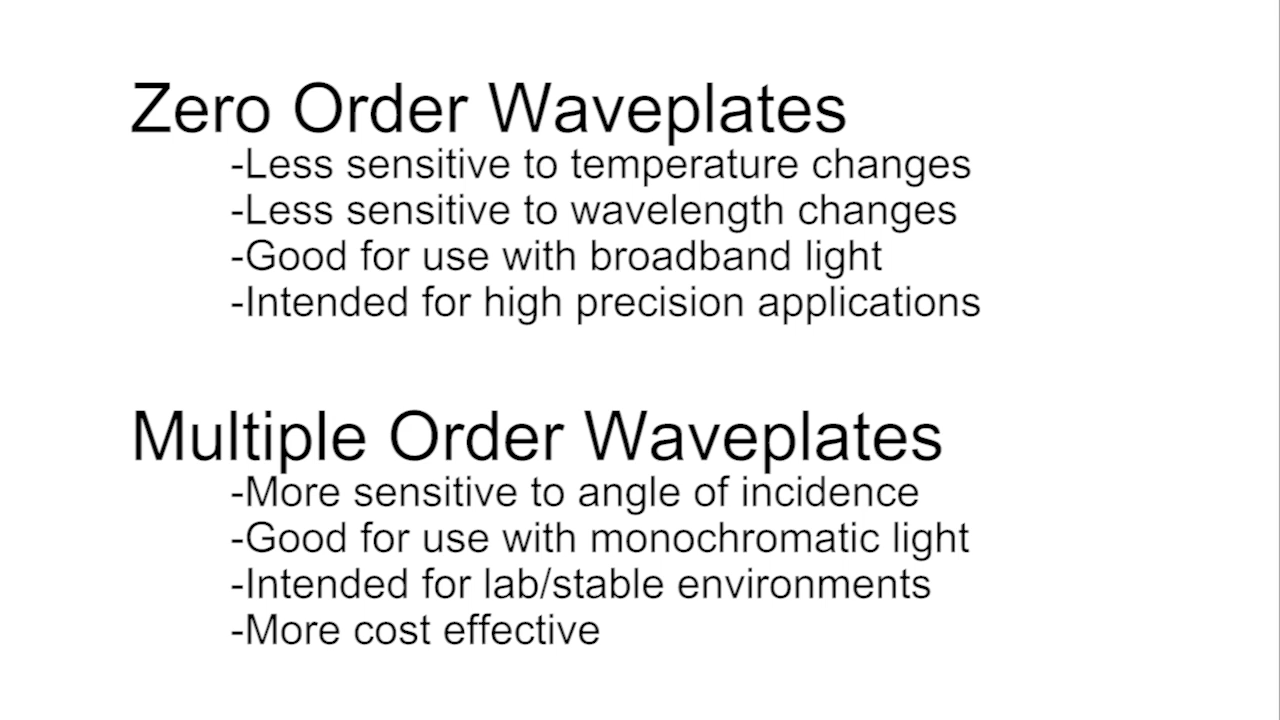 Zero Order Waveplates
-Less sensitive to temperature changes
-Less sensitive to wavelength changes
-Good for use with broadband light
-Intended for high precision applications
Multiple Order Waveplates
-More sensitive to angle of incidence
-Good for use with monochromatic light
-Intended for lab/stable environments
-More cost effective